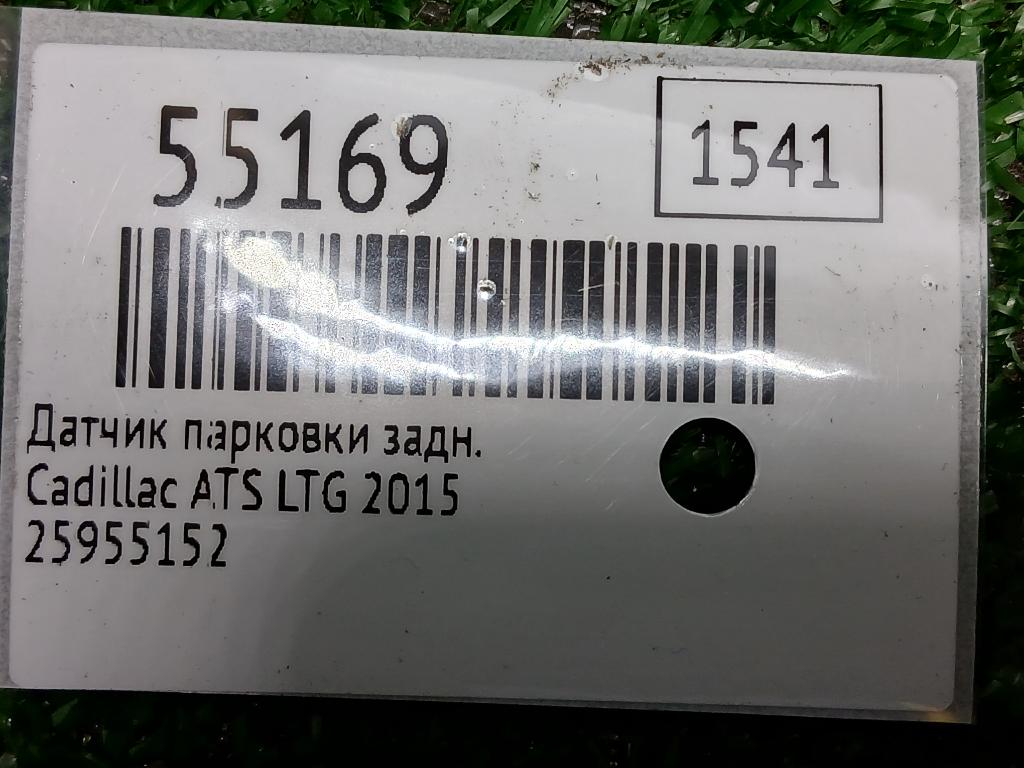 55169
1541
Датчик парковки задн.
Cadillac ATS LTG 2015
25955152